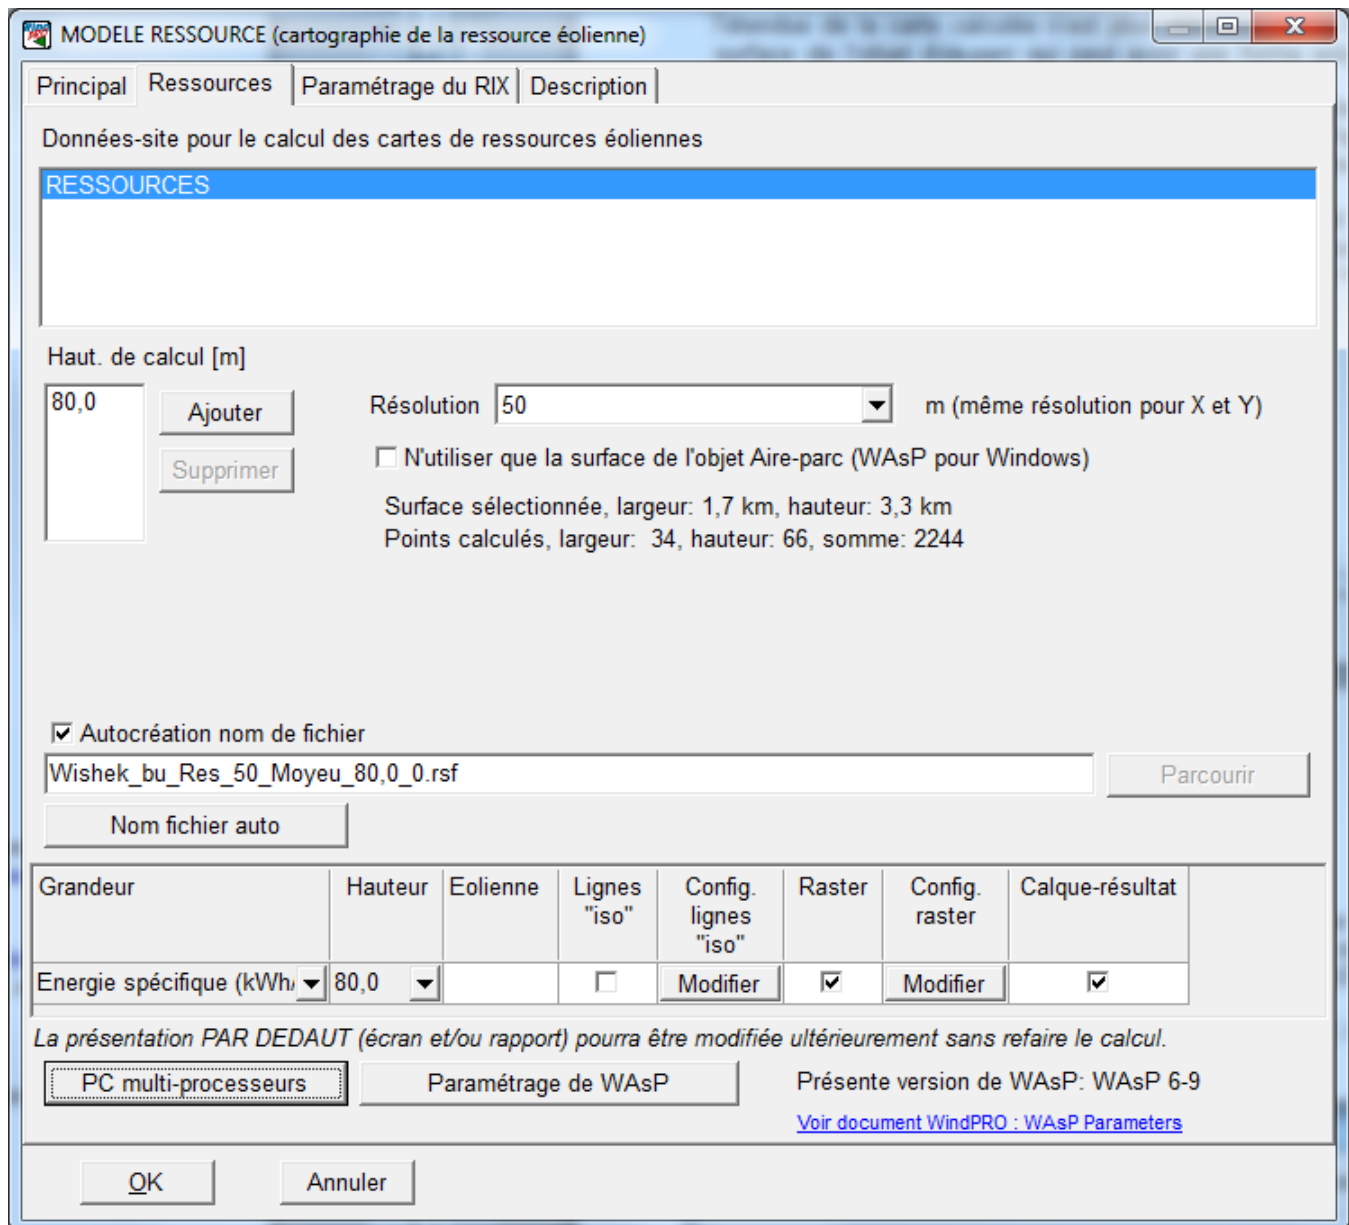 MODELE RESSOURCE (cartographie de la ressource éolienne)
Principal Ressources Paramétrage du RIX Description
Données-site pour le calcul des cartes de ressources éoliennes
RESSOURCES
Haut. de calcul [m]
80,0 Ajouter Résolution 50 m (même résolution pour X et Y)
Supprimer N'utiliser que la surface de l'objet Aire-parc (WAsP pour Windows)
Surface sélectionnée, largeur: 1,7 km, hauteur: 3,3 km
Points calculés, largeur: 34, hauteur: 66, somme: 2244
Autocréation nom de fichier
Wishek_bu_Res_50_Moyeu_80,0_0.rsf Parcourir
Nom fichier auto
Grandeur Hauteur Eolienne Lignes "iso" Config. lignes "iso" Raster Config. raster Calque-résultat
Energie spécifique (kWh/ 80,0 Modifier Modifier
La présentation PAR DEDAUT (écran et/ou rapport) pourra être modifiée ultérieurement sans refaire le calcul.
PC multi-processeurs Paramétrage de WAsP Présente version de WAsP: WAsP 6-9
Voir document WindPRO : WAsP Parameters
OK Annuler